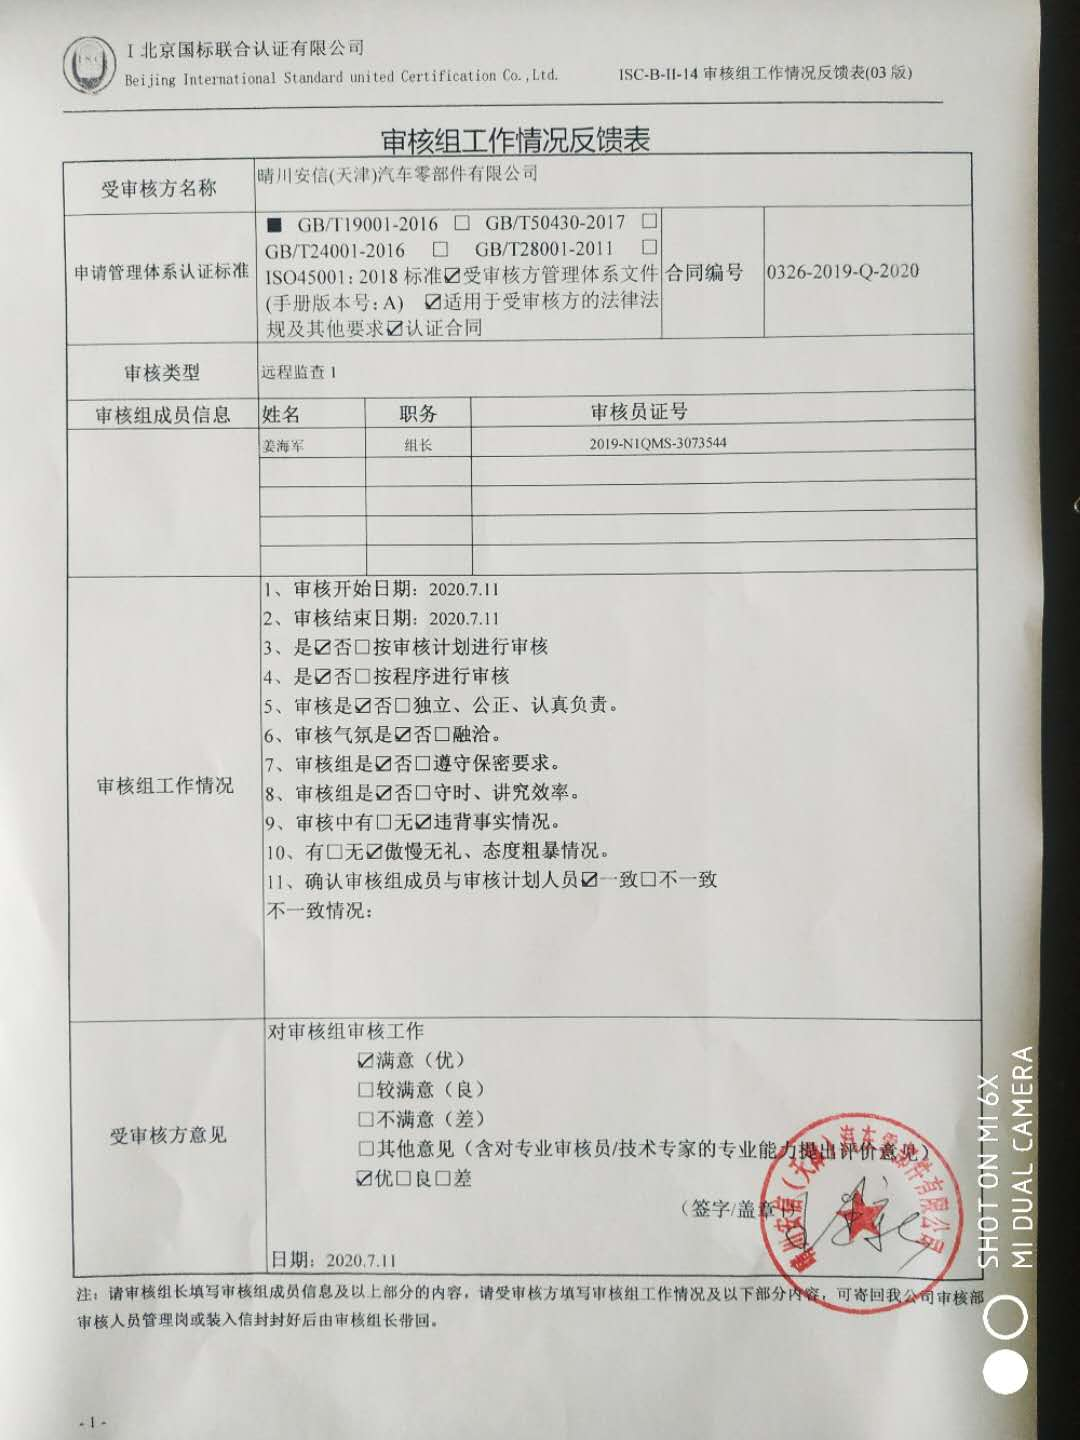 I 北京国标联合认证有限公司
Beijing International Standard united Certification Co.,Ltd.
ISC-B-II-14 审核组工作情况反馈表(03 版)
审核组工作情况反馈表
受审核方名称
晴川安信(天津)汽车零部件有限公司
申请管理体系认证标准
■ GB/T19001-2016 □ GB/T50430-2017 □
GB/T24001-2016 □ GB/T28001-2011 □
ISO45001: 2018 标准☑受审核方管理体系文件
(手册版本号: A) ☑适用于受审核方的法律法
规及其他要求☑认证合同
合同编号
0326-2019-Q-2020
审核类型
远程监查 1
审核组成员信息
姓名 职务 审核员证号
姜海军 组长 2019-N1QMS-3073544
审核组工作情况
1、审核开始日期: 2020.7.11
2、审核结束日期: 2020.7.11
3、是☑否□按审核计划进行审核
4、是☑否□按程序进行审核
5、审核是☑否□独立、公正、认真负责。
6、审核气氛是☑否□融洽。
7、审核组是☑否□遵守保密要求。
8、审核组是☑否□守时、讲究效率。
9、审核中有□无☑违背事实情况。
10、有□无☑傲慢无礼、态度粗暴情况。
11、确认审核组成员与审核计划人员☑一致□不一致
不一致情况:
受审核方意见
对审核组审核工作
☑满意（优）
□较满意（良）
□不满意（差）
□其他意见（含对专业审核员/技术专家的专业能力提出评价意见）
☑优□良□差
（签字/盖章）
晴川安信(天津)汽车零部件有限公司
日期: 2020.7.11
注: 请审核组长填写审核组成员信息及以上部分的内容, 请受审核方填写审核组工作情况及以下部分内容, 可寄回我公司审核部
审核人员管理岗或装入信封封好后由审核组长带回。
- 1 -
SHOT ON MI 6X
MI DUAL CAMERA